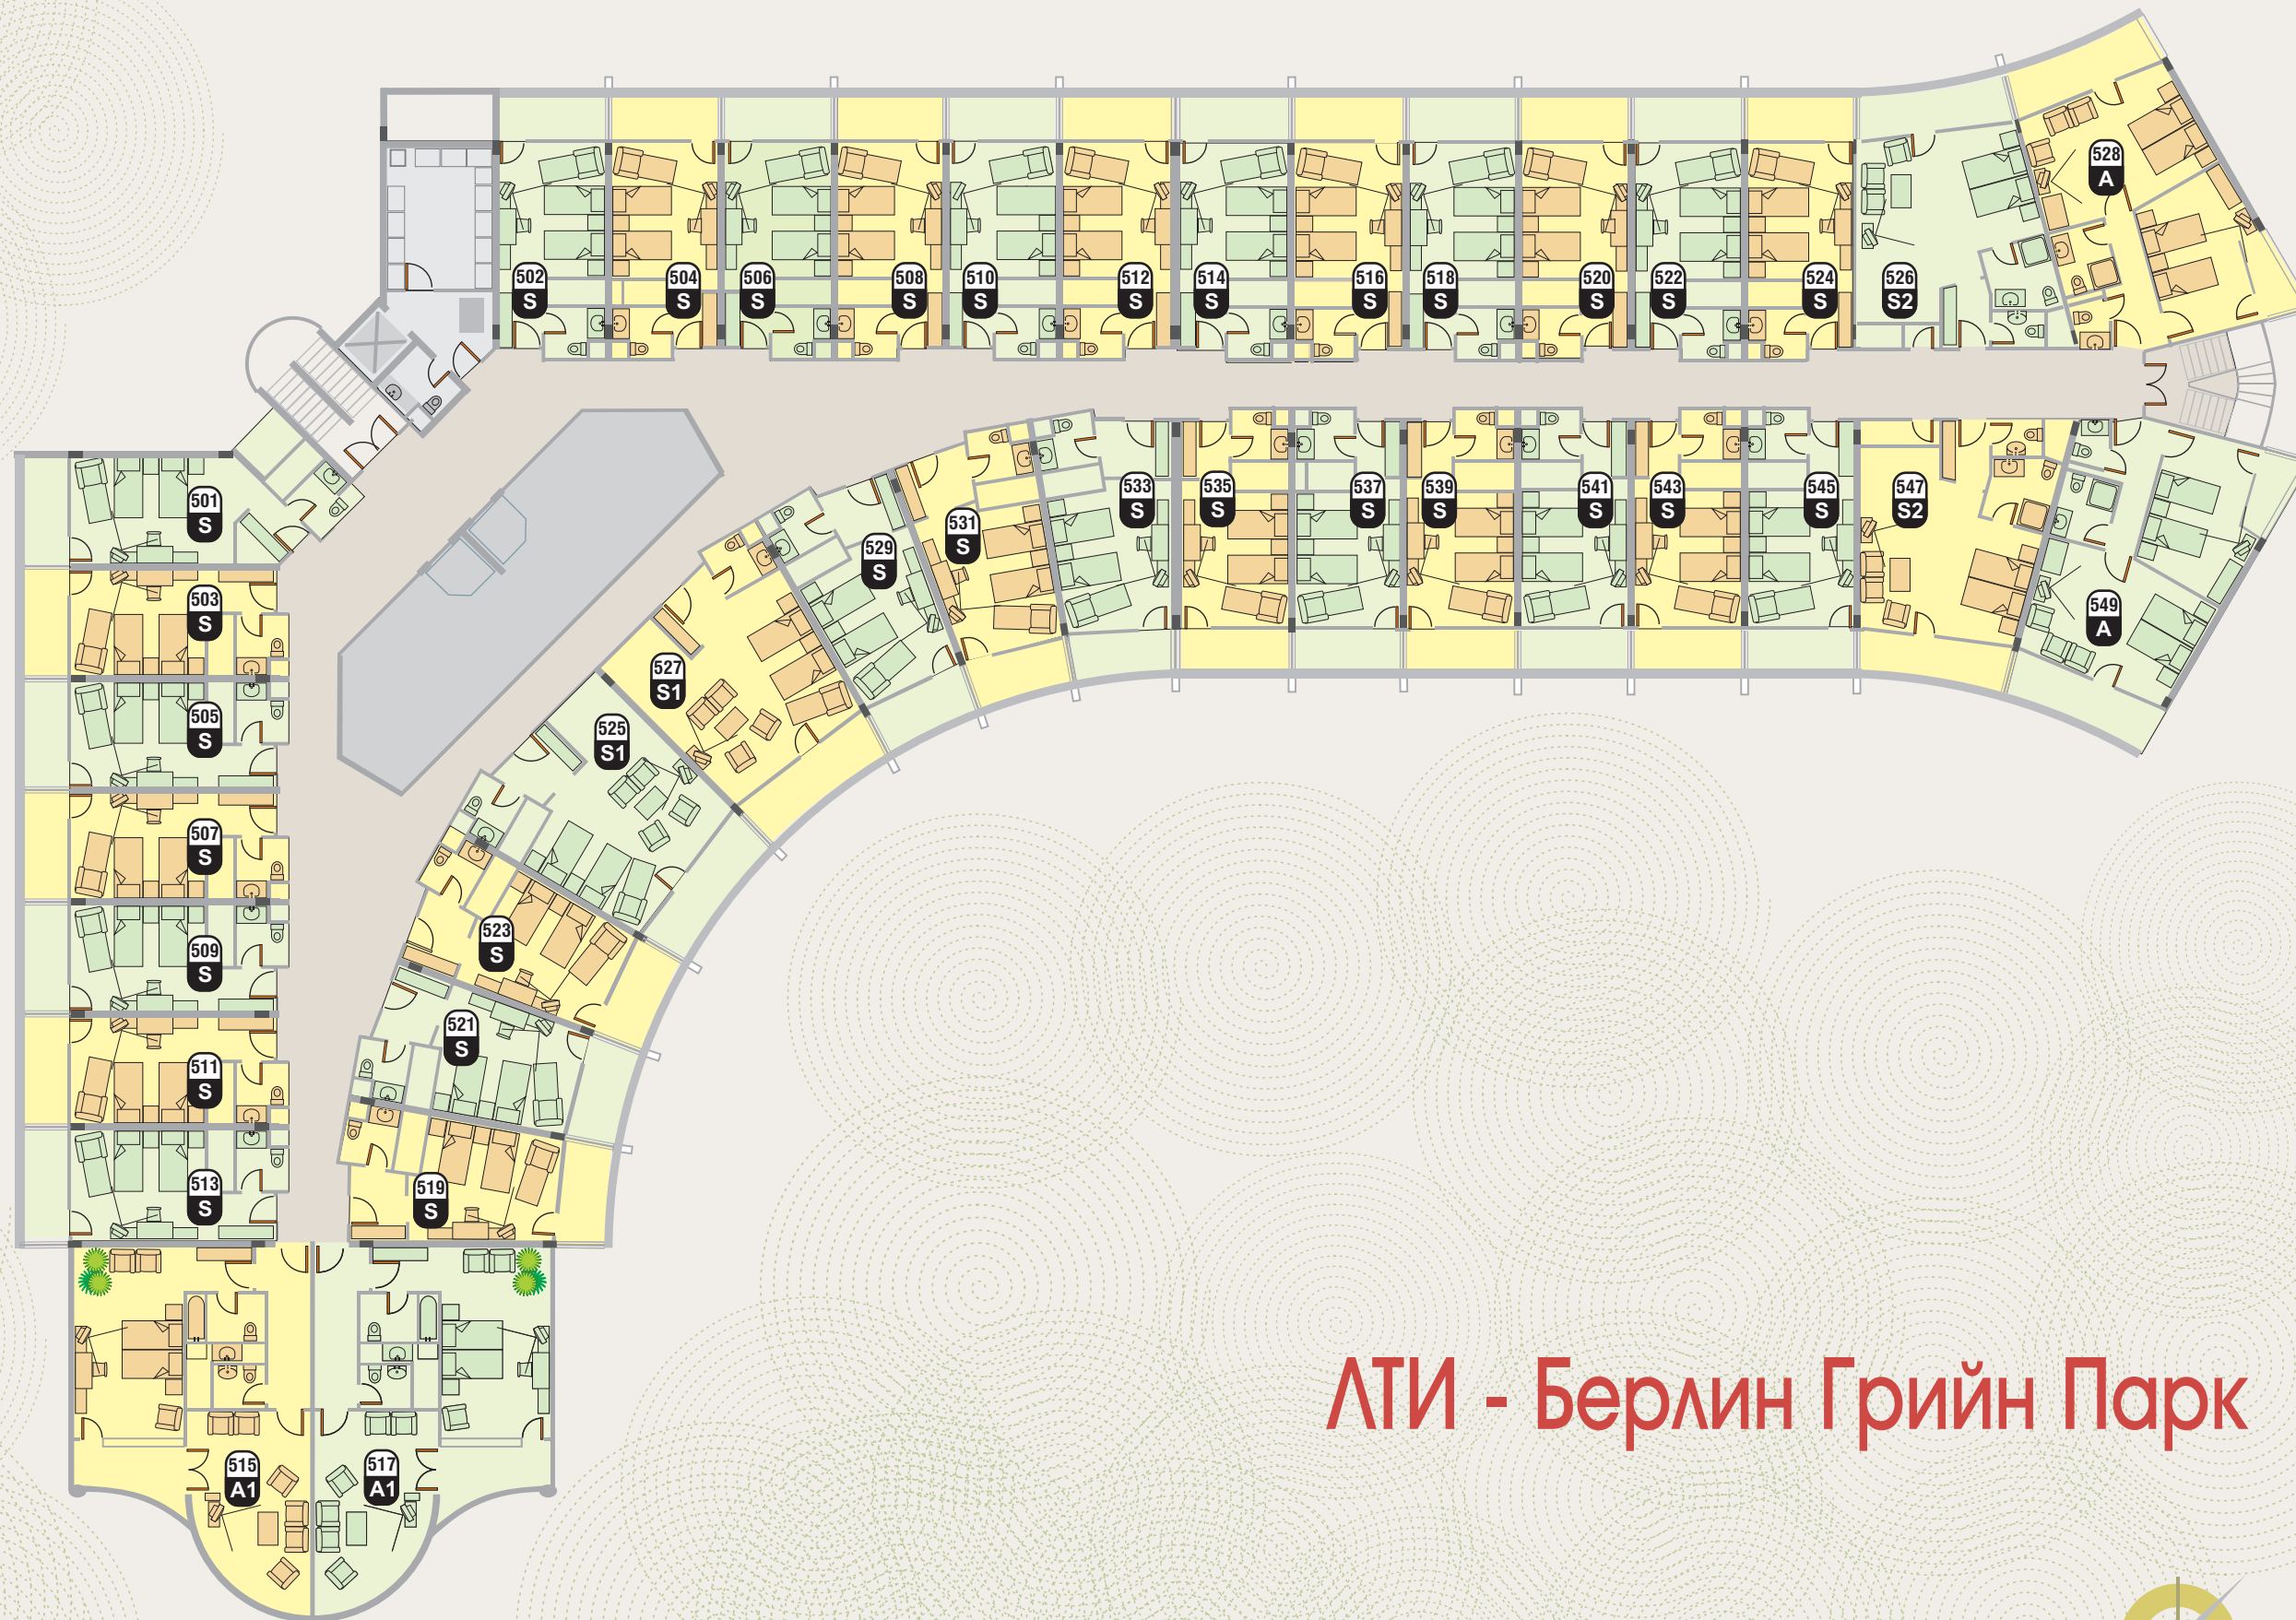 528
A
502
S
504
S
506
S
508
S
510
S
512
S
514
S
516
S
518
S
520
S
522
S
524
S
526
S2
501
S
503
S
505
S
507
S
509
S
511
S
513
S
515
A1
517
A1
519
S
521
S
523
S
525
S1
527
S1
529
S
531
S
533
S
535
S
537
S
539
S
541
S
543
S
545
S
547
S2
549
A
ЛТИ - Берлин Грийн Парк